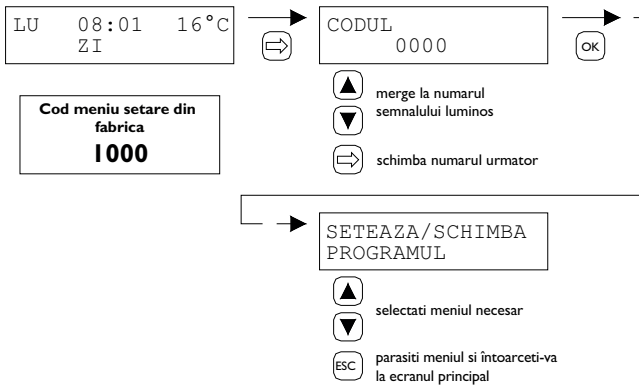 LU 08:01 16°C
ZI
CODUL
0000
OK
merge la numarul
semnalului luminos
schimba numarul urmator
Cod meniu setare din
fabrica
1000
SETEAZA/SCHIMBA
PROGRAMUL
selectati meniul necesar
ESC
parasiti meniul si întoarceti-va
la ecranul principal